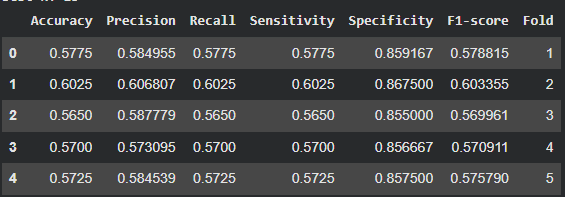 Accuracy Precision Recall Sensitivity Specificity F1-score Fold
0 0.5775 0.584955 0.5775 0.5775 0.859167 0.578815 1
1 0.6025 0.606807 0.6025 0.6025 0.867500 0.603355 2
2 0.5650 0.587779 0.5650 0.5650 0.855000 0.569961 3
3 0.5700 0.573095 0.5700 0.5700 0.856667 0.570911 4
4 0.5725 0.584539 0.5725 0.5725 0.857500 0.575790 5